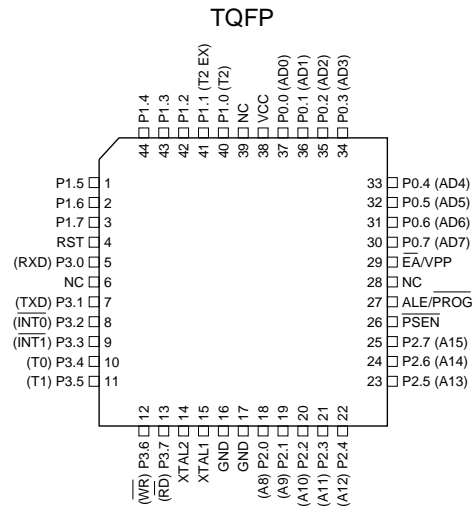 TQFP
P1.4
P1.3
P1.2
P1.1 (T2 EX)
P1.0 (T2)
NC
VCC
P0.0 (AD0)
P0.1 (AD1)
P0.2 (AD2)
P0.3 (AD3)
44
43
42
41
40
39
38
37
36
35
34
P1.5 1
P1.6 2
P1.7 3
RST 4
(RXD) P3.0 5
NC 6
(TXD) P3.1 7
(INT0) P3.2 8
(INT1) P3.3 9
(T0) P3.4 10
(T1) P3.5 11
33 P0.4 (AD4)
32 P0.5 (AD5)
31 P0.6 (AD6)
30 P0.7 (AD7)
29 EA/VPP
28 NC
27 ALE/PROG
26 PSEN
25 P2.7 (A15)
24 P2.6 (A14)
23 P2.5 (A13)
12
13
14
15
16
17
18
19
20
21
22
(WR) P3.6
(RD) P3.7
XTAL2
XTAL1
GND
GND
(A8) P2.0
(A9) P2.1
(A10) P2.2
(A11) P2.3
(A12) P2.4